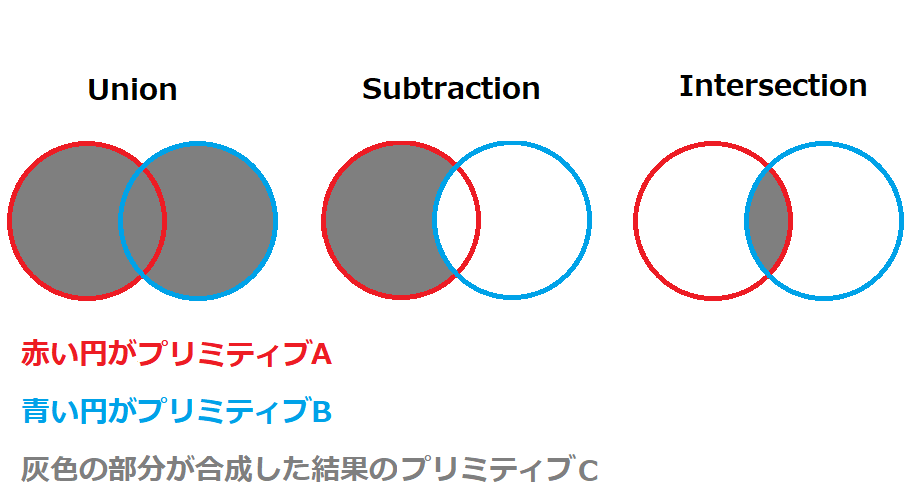 Union
Subtraction
Intersection
赤い円がプリミティブA
青い円がプリミティブB
灰色の部分が合成した結果のプリミティブC